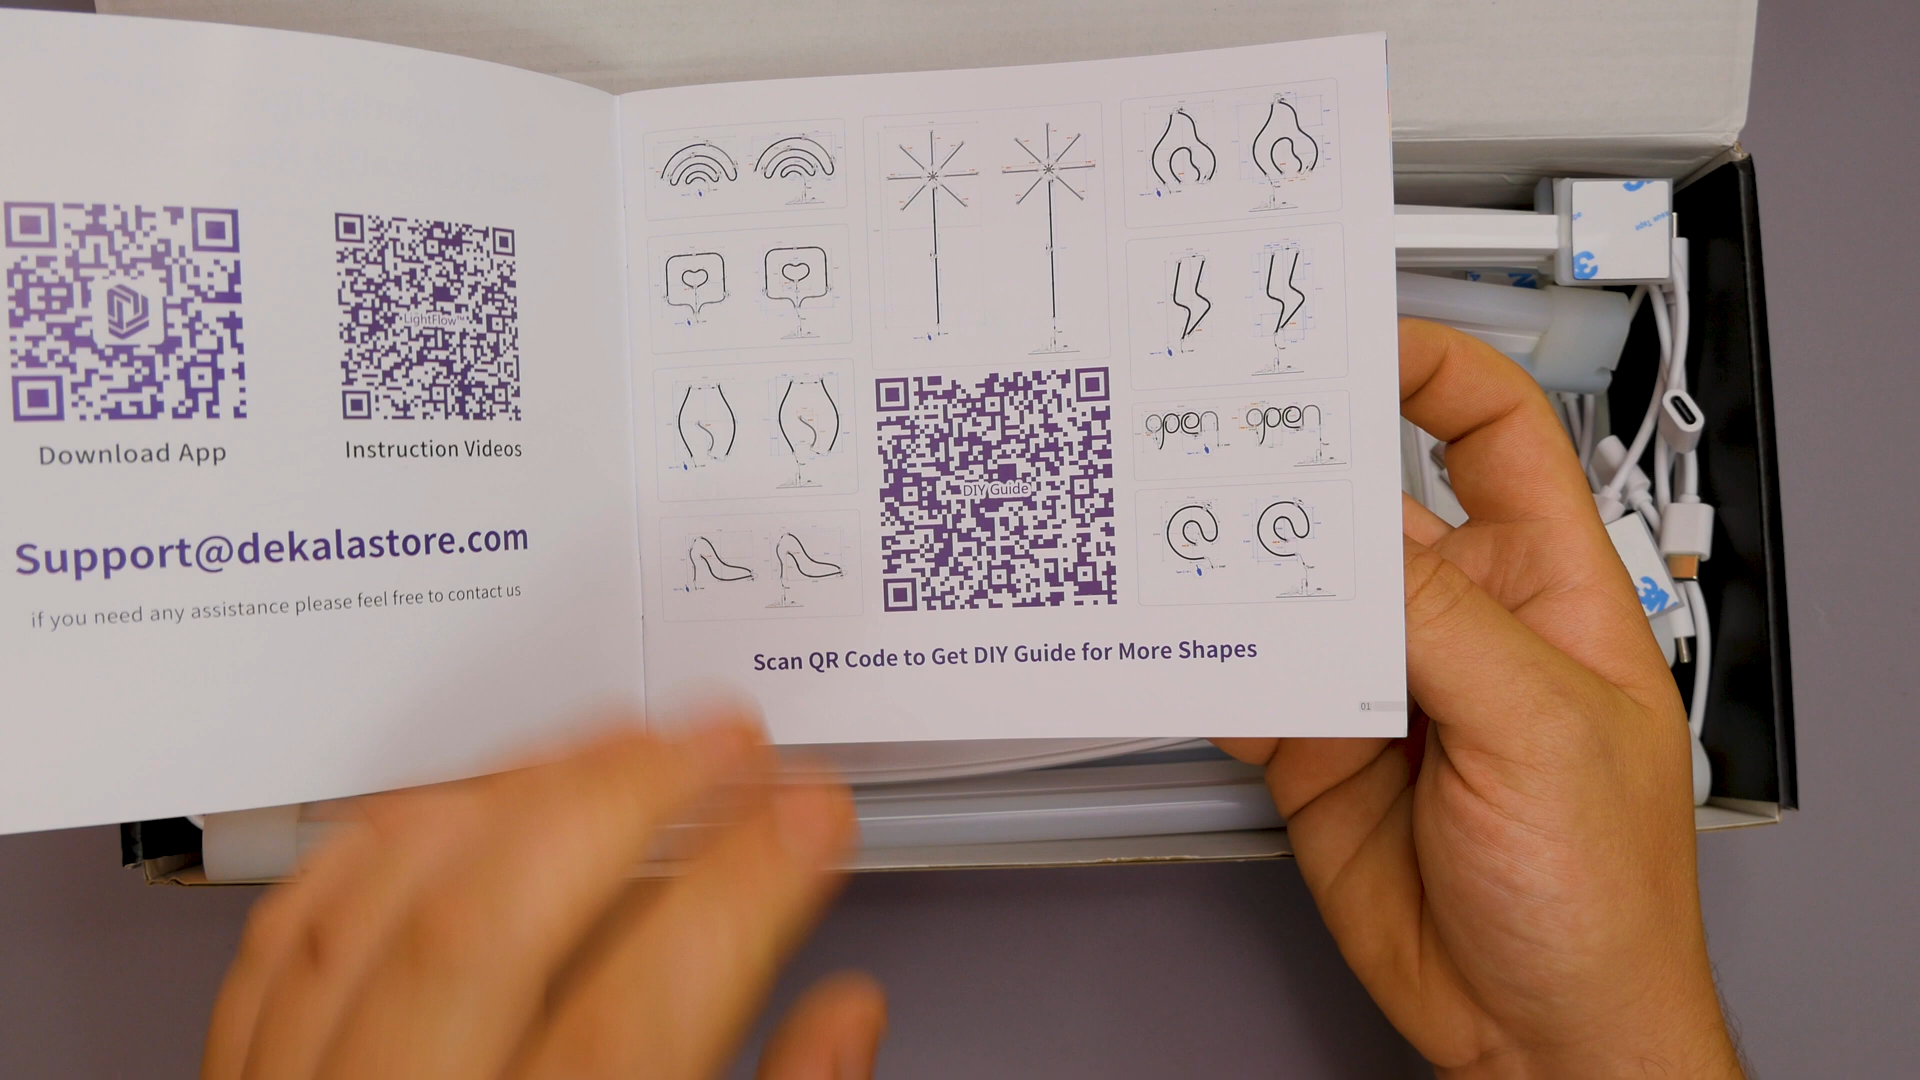 LightFlow™
Download App
Instruction Videos
Support@dekalastore.com
if you need any assistance please feel free to contact us
open
open
DIY Guide
Scan QR Code to Get DIY Guide for More Shapes
01